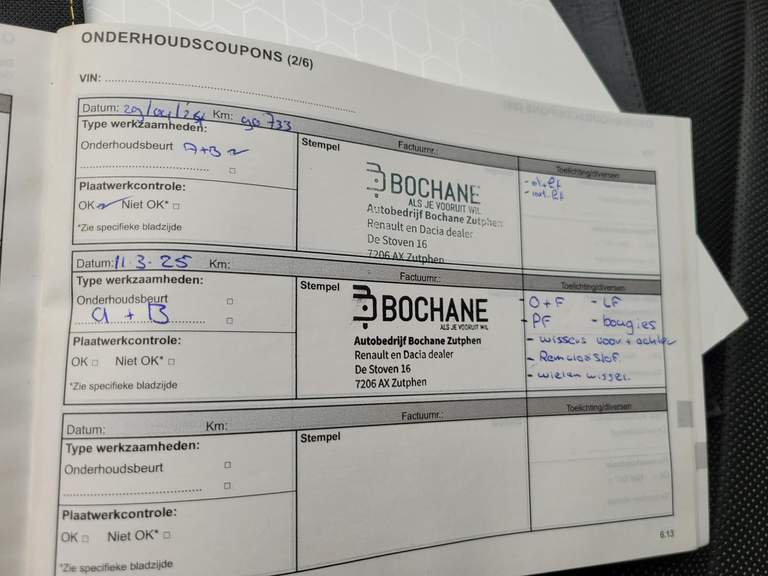 ONDERHOUDSCOUPONS (2/6)
VIN:
Datum: 29/04/24 Km: 90 733
Type werkzaamheden:
Onderhoudsbeurt A+B
Plaatwerkcontrole:
OK Niet OK*
*Zie specifieke bladzijde
Stempel
Factuurnr.:
BOCHANE
ALS JE VOORUIT WIL
Autobedrijf Bochane Zutphen
Renault en Dacia dealer
De Stoven 16
7206 AX Zutphen
Toelichting/diversen
Datum: 11-3-25 Km:
Type werkzaamheden:
Onderhoudsbeurt
A + B
Plaatwerkcontrole:
OK Niet OK*
*Zie specifieke bladzijde
Stempel
Factuurnr.:
BOCHANE
ALS JE VOORUIT WIL
Autobedrijf Bochane Zutphen
Renault en Dacia dealer
De Stoven 16
7206 AX Zutphen
Toelichting/diversen
- O+F - LF
- PF - bougies
- wissers voor + achter
- Remvloeistof.
- wielen wissel.
Datum: Km:
Type werkzaamheden:
Onderhoudsbeurt
Plaatwerkcontrole:
OK Niet OK*
*Zie specifieke bladzijde
Stempel
Factuurnr.:
Toelichting/diversen
6.13